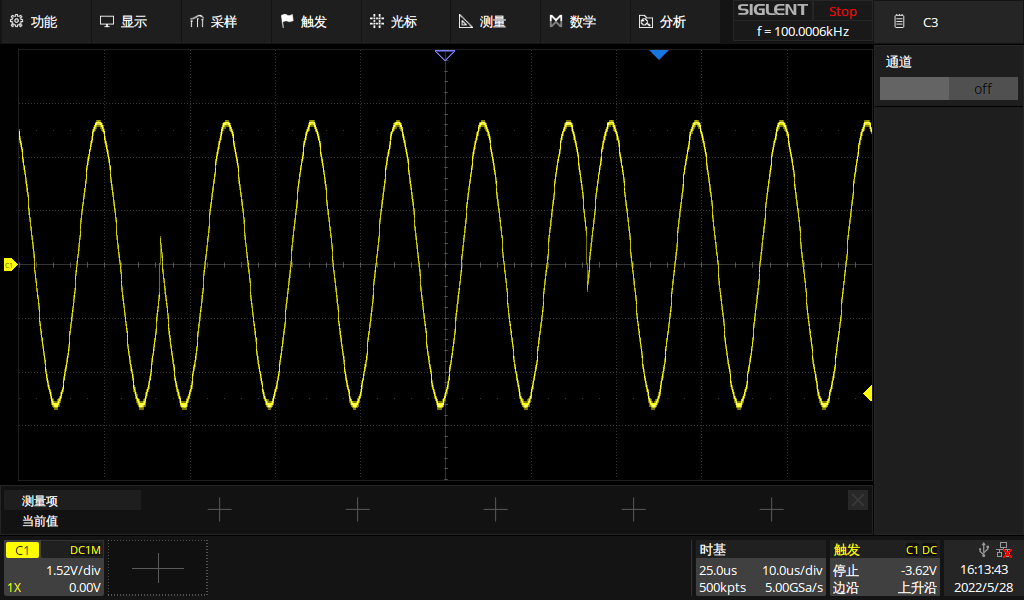 功能 显示 采样 触发 光标 测量 数学 分析 SIGLENT Stop
f = 100.0006kHz
C3
通道
off
C1
测量项
当前值
C1 DC1M
1.52V/div
1X 0.00V
时基
25.0us 10.0us/div
500kpts 5.00GSa/s
触发 C1 DC
停止 -3.62V
边沿 上升沿
16:13:43
2022/5/28